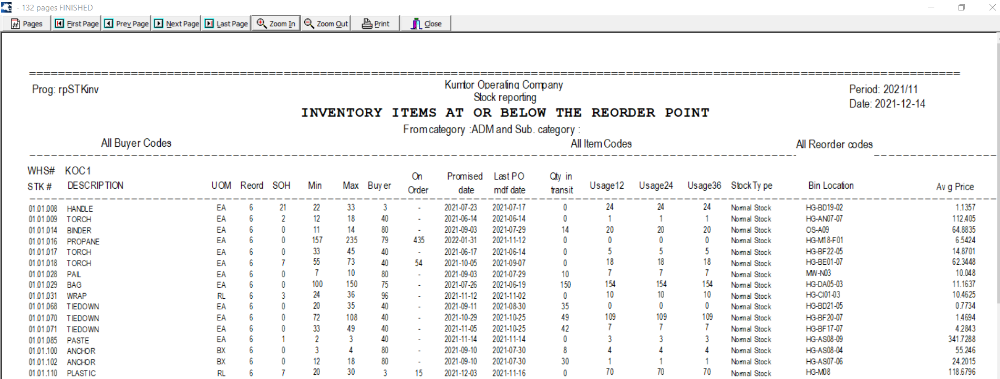 - 132 pages FINISHED
Pages First Page Prev Page Next Page Last Page Zoom In Zoom Out Print Close
Prog: rpSTKinv Kumtor Operating Company Period: 2021/11
Stock reporting Date: 2021-12-14
INVENTORY ITEMS AT OR BELOW THE REORDER POINT
From category :ADM and Sub. category :
All Buyer Codes All Item Codes All Reorder codes
WHS# KOC1
STK # DESCRIPTION UOM Reord SOH Min Max Buyer On Order Promised date Last PO mdf date Qty in transit Usage12 Usage24 Usage36 Stock Type Bin Location Avg Price
01.01.008 HANDLE EA 6 21 22 33 3 - 2021-07-23 2021-07-17 0 24 24 24 Normal Stock HG-BD19-02 1.1357
01.01.009 TORCH EA 6 2 12 18 40 - 2021-06-14 2021-06-14 0 1 1 1 Normal Stock HG-AN07-07 112.405
01.01.014 BINDER EA 6 0 11 14 80 - 2021-09-03 2021-07-29 14 20 20 20 Normal Stock OS-A09 64.8835
01.01.016 PROPANE EA 6 0 157 235 79 435 2022-01-31 2021-11-12 0 0 0 0 Normal Stock HG-M18-F01 6.5424
01.01.017 TORCH EA 6 0 33 45 40 - 2021-06-17 2021-06-14 0 5 5 5 Normal Stock HG-BF22-05 14.8701
01.01.018 TORCH EA 6 7 55 73 40 54 2021-10-05 2021-09-07 0 18 18 18 Normal Stock HG-BE01-07 62.3448
01.01.028 PAIL EA 6 0 7 10 80 - 2021-09-03 2021-07-29 10 7 7 7 Normal Stock MW-N03 10.048
01.01.029 BAG EA 6 0 100 150 75 - 2021-07-26 2021-06-19 150 154 154 154 Normal Stock HG-DA05-03 11.1637
01.01.031 WRAP RL 6 3 24 36 96 - 2021-11-12 2021-11-02 0 10 10 10 Normal Stock HG-CI01-03 10.4625
01.01.068 TIEDOWN EA 6 0 20 35 40 - 2021-09-11 2021-08-30 35 0 0 0 Normal Stock HG-BD21-05 0.7734
01.01.070 TIEDOWN EA 6 0 72 108 40 - 2021-10-29 2021-10-25 49 109 109 109 Normal Stock HG-BF20-07 1.4694
01.01.071 TIEDOWN EA 6 0 33 49 40 - 2021-11-05 2021-10-25 42 7 7 7 Normal Stock HG-BF17-07 4.2843
01.01.085 PASTE EA 6 1 2 3 40 - 2021-11-14 2021-11-14 0 3 3 3 Normal Stock HG-AS08-09 341.7288
01.01.100 ANCHOR BX 6 0 3 4 80 - 2021-09-10 2021-07-30 8 4 4 4 Normal Stock HG-AS08-04 55.246
01.01.102 ANCHOR BX 6 0 12 18 80 - 2021-09-10 2021-07-30 30 1 1 1 Normal Stock HG-AS07-06 24.2015
01.01.110 PLASTIC RL 6 7 20 30 3 15 2021-12-03 2021-11-16 0 70 70 70 Normal Stock HG-M08 118.6796